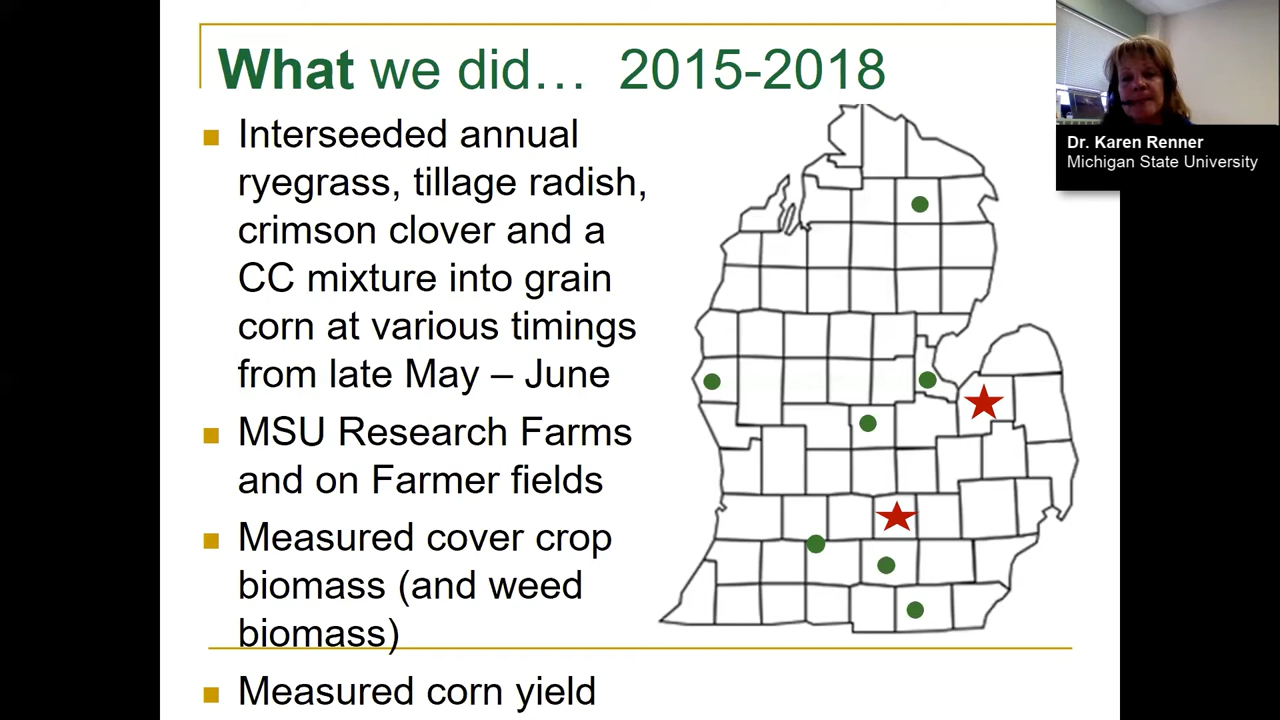 What we did… 2015-2018
Interseeded annual
ryegrass, tillage radish,
crimson clover and a
CC mixture into grain
corn at various timings
from late May – June
MSU Research Farms
and on Farmer fields
Measured cover crop
biomass (and weed
biomass)
Measured corn yield
Dr. Karen Renner
Michigan State University